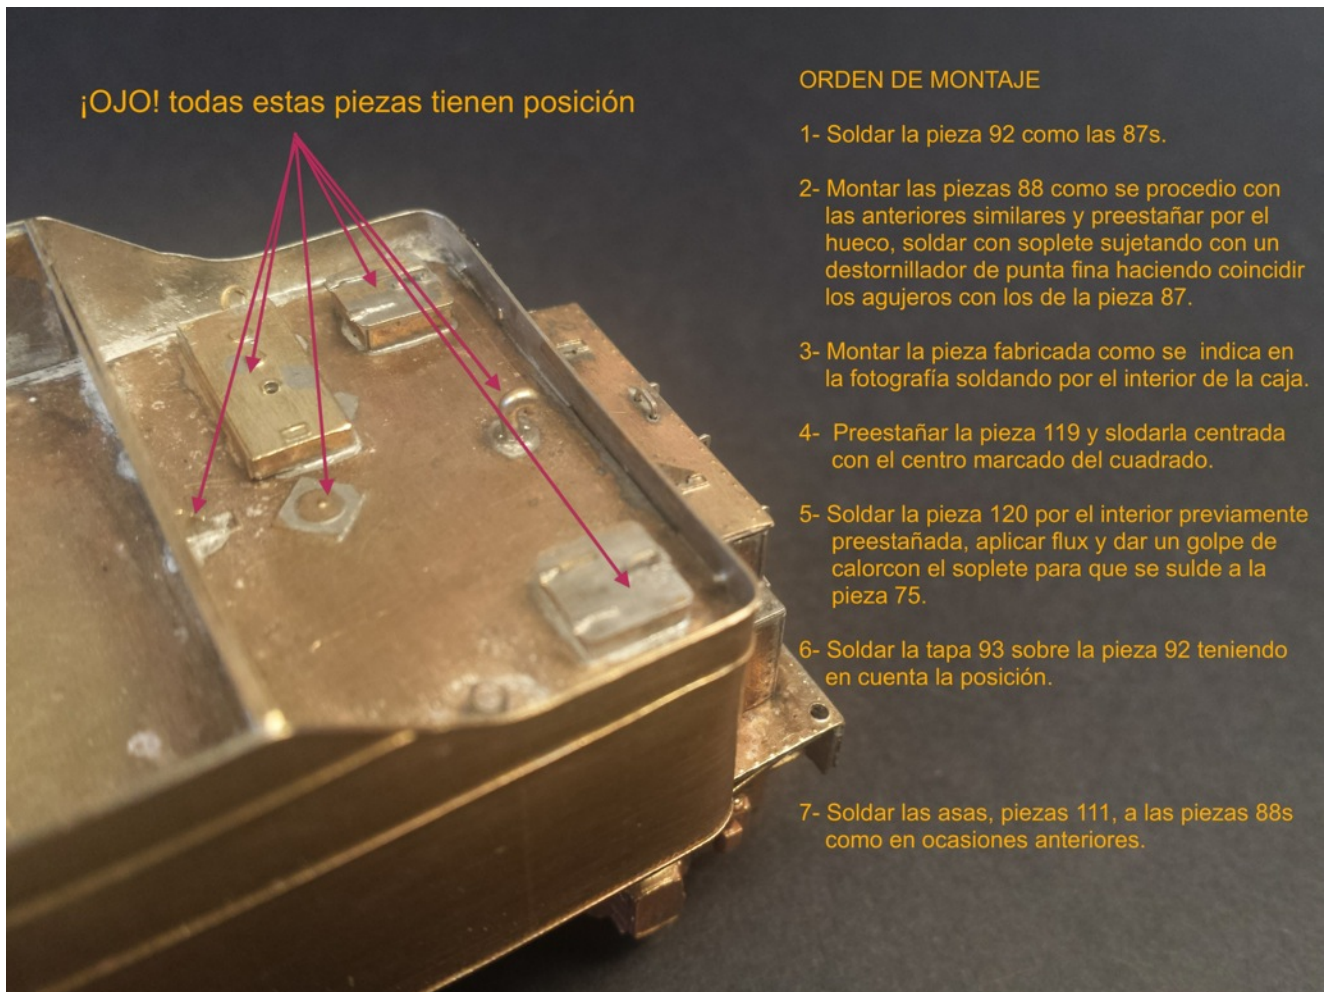 ¡OJO! todas estas piezas tienen posición
ORDEN DE MONTAJE
1- Soldar la pieza 92 como las 87s.
2- Montar las piezas 88 como se procedio con
las anteriores similares y preestañar por el
hueco, soldar con soplete sujetando con un
destornillador de punta fina haciendo coincidir
los agujeros con los de la pieza 87.
3- Montar la pieza fabricada como se indica en
la fotografía soldando por el interior de la caja.
4- Preestañar la pieza 119 y slodarla centrada
con el centro marcado del cuadrado.
5- Soldar la pieza 120 por el interior previamente
preestañada, aplicar flux y dar un golpe de
calorcon el soplete para que se sulde a la
pieza 75.
6- Soldar la tapa 93 sobre la pieza 92 teniendo
en cuenta la posición.
7- Soldar las asas, piezas 111, a las piezas 88s
como en ocasiones anteriores.